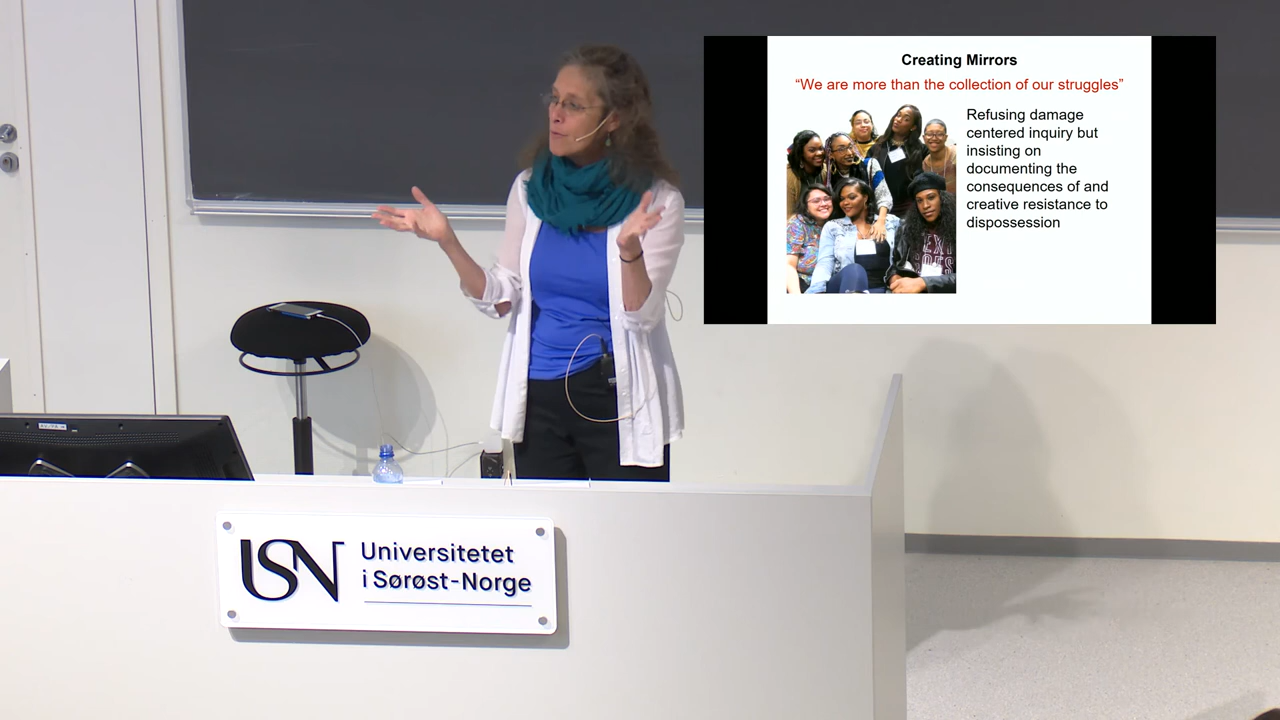 Creating Mirrors
“We are more than the collection of our struggles”
Refusing damage
centered inquiry but
insisting on
documenting the
consequences of and
creative resistance to
dispossession
USN
Universitetet
i Sørøst-Norge